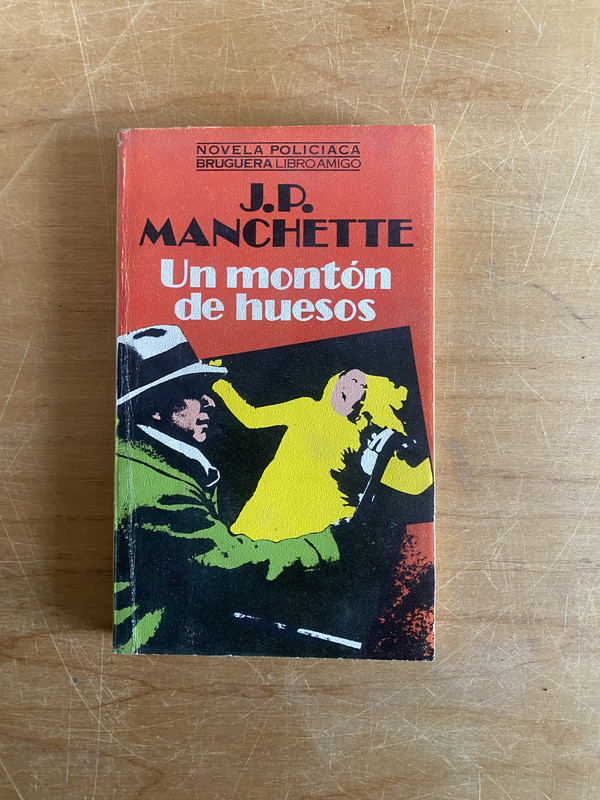 NOVELA POLICIACA
BRUGUERA LIBRO AMIGO
J.P.
MANCHETTE
Un montón
de huesos